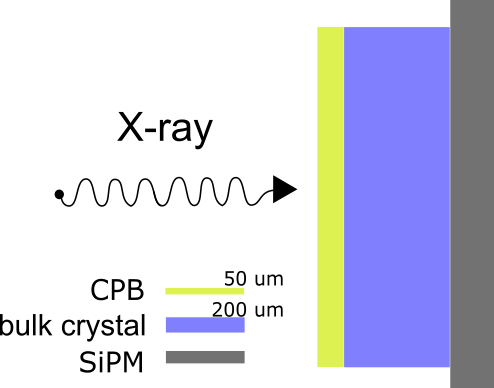 X-ray
50 um
CPB
200 um
bulk crystal
SiPM